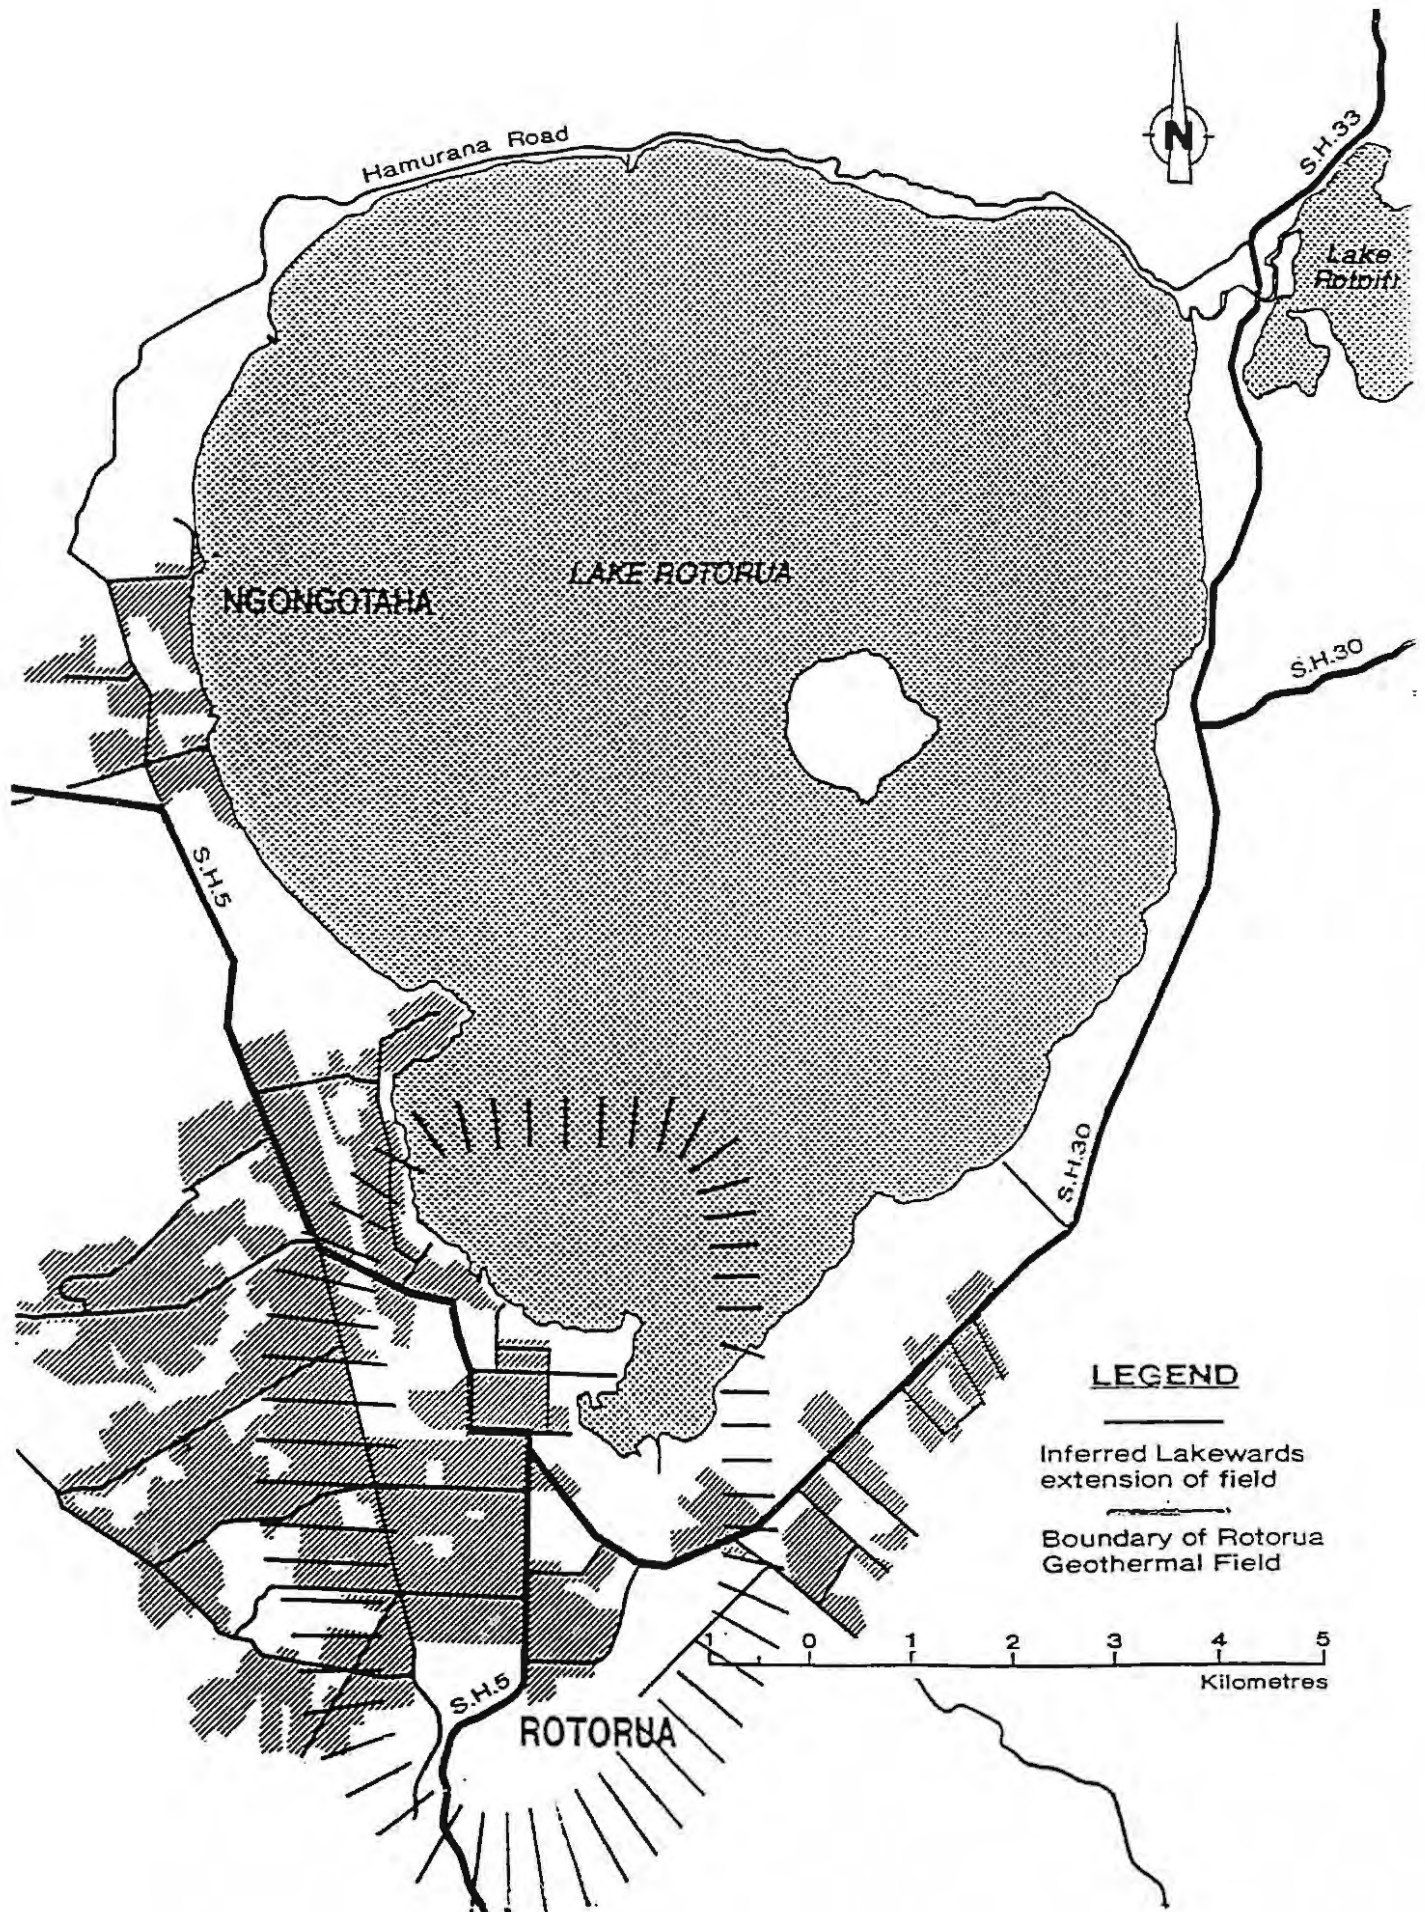 Hamurana Road
N
S.H.33
Lake
Rotoiti
LAKE ROTORUA
NGONGOTAHA
S.H.30
S.H.5
S.H.30
LEGEND
Inferred Lakewards
extension of field
Boundary of Rotorua
Geothermal Field
1 0 1 2 3 4 5
Kilometres
S.H.5
ROTORUA